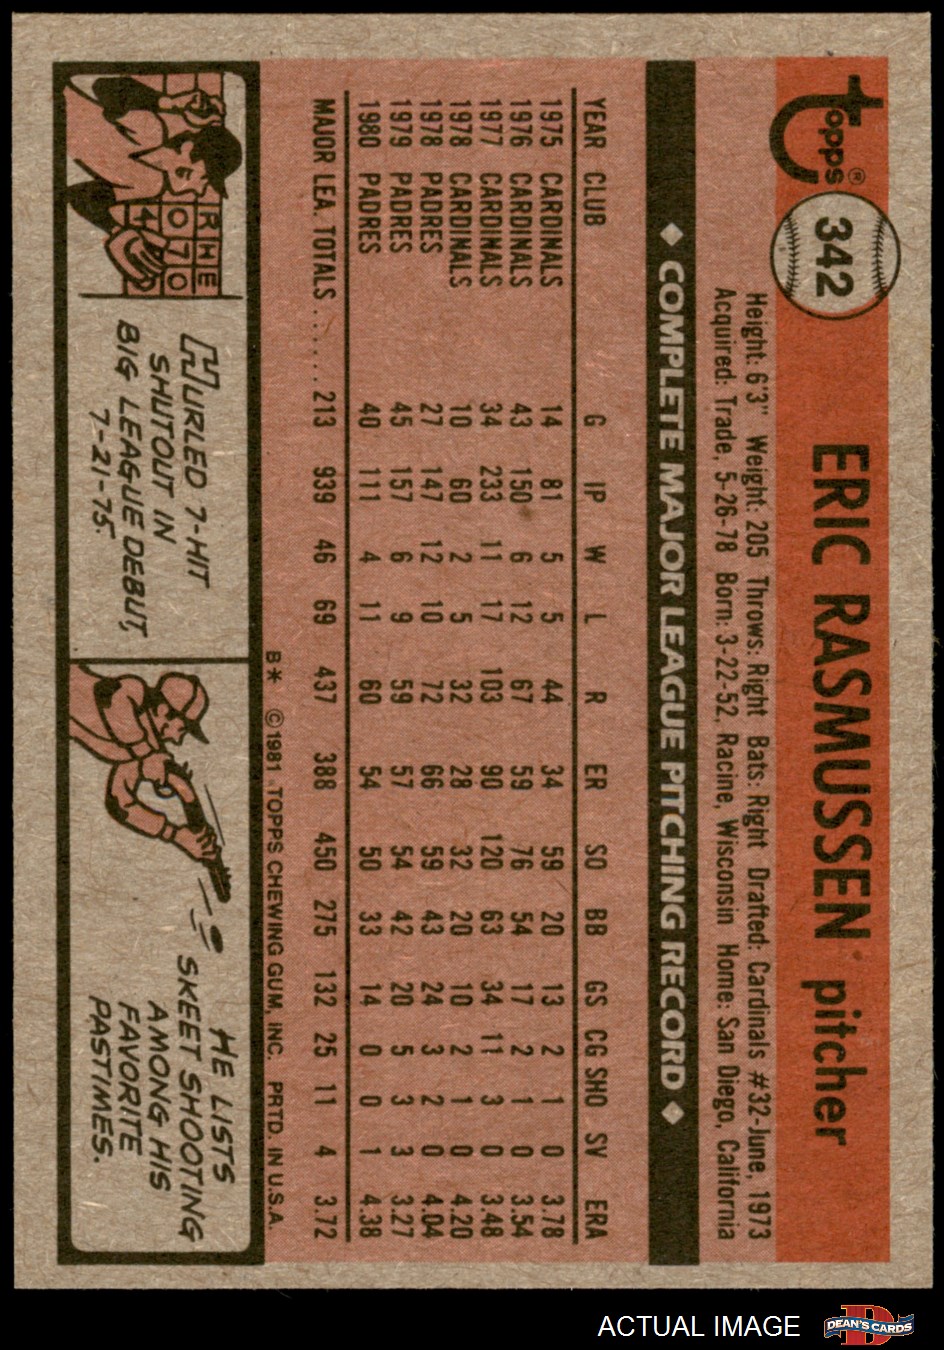 Topps®
342
ERIC RASMUSSEN pitcher
Height: 6'3" Weight: 205 Throws: Right Bats: Right Drafted: Cardinals #32-June, 1973
Acquired: Trade, 5-26-78 Born: 3-22-52, Racine, Wisconsin Home: San Diego, California
◆ COMPLETE MAJOR LEAGUE PITCHING RECORD ◆
YEAR CLUB G IP W L R ER SO BB GS CG SHO SV ERA
1975 CARDINALS 14 81 5 5 44 34 59 20 13 2 1 0 3.78
1976 CARDINALS 43 150 6 12 67 59 76 54 17 2 1 0 3.54
1977 CARDINALS 34 233 11 17 103 90 120 63 34 11 3 0 3.48
1978 CARDINALS 10 60 2 5 32 28 32 20 10 2 1 0 4.20
1978 PADRES 27 147 12 10 72 66 59 43 24 3 2 0 4.04
1979 PADRES 45 157 6 9 59 57 54 42 20 5 3 3 3.27
1980 PADRES 40 111 4 11 60 54 50 33 14 0 0 1 4.38
MAJOR LEA. TOTALS ...... 213 939 46 69 437 388 450 275 132 25 11 4 3.72
B* ©1981 TOPPS CHEWING GUM, INC. PRTD. IN U.S.A.
R H E
0 7 0
4 0
HURLED 7-HIT
SHUTOUT IN
BIG LEAGUE DEBUT,
7-21-75.
HE LISTS
SKEET SHOOTING
AMONG HIS
FAVORITE
PASTIMES.
ACTUAL IMAGE
D
DEAN'S CARDS